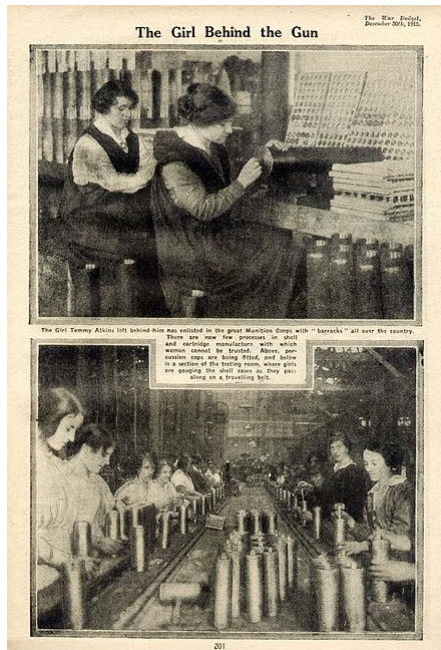 The War Budget,
December 30th, 1915.
The Girl Behind the Gun
The Girl Tommy Atkins left behind him has enlisted in the great Munition Corps with "barracks" all over the country.
There are now few processes in shell
and cartridge manufacture with which
women cannot be trusted. Above, per-
cussion caps are being fitted, and below
is a section of the testing room, where girls
are gauging the shell cases as they pass
along on a travelling belt.
201